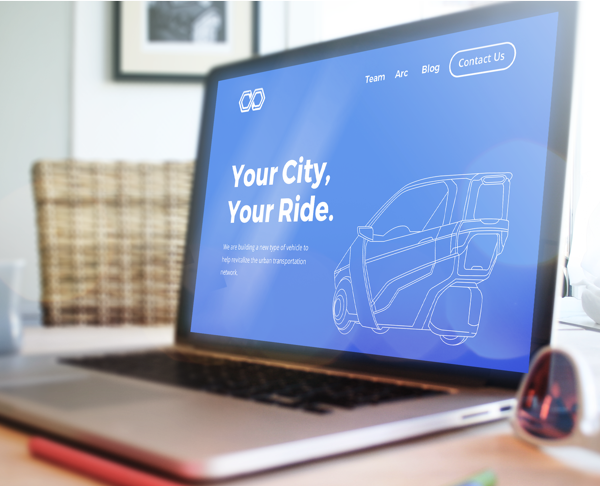 Team Arc Blog Contact Us
Your City,
Your Ride.
We are building a new type of vehicle to
help revitalize the urban transportation
network.